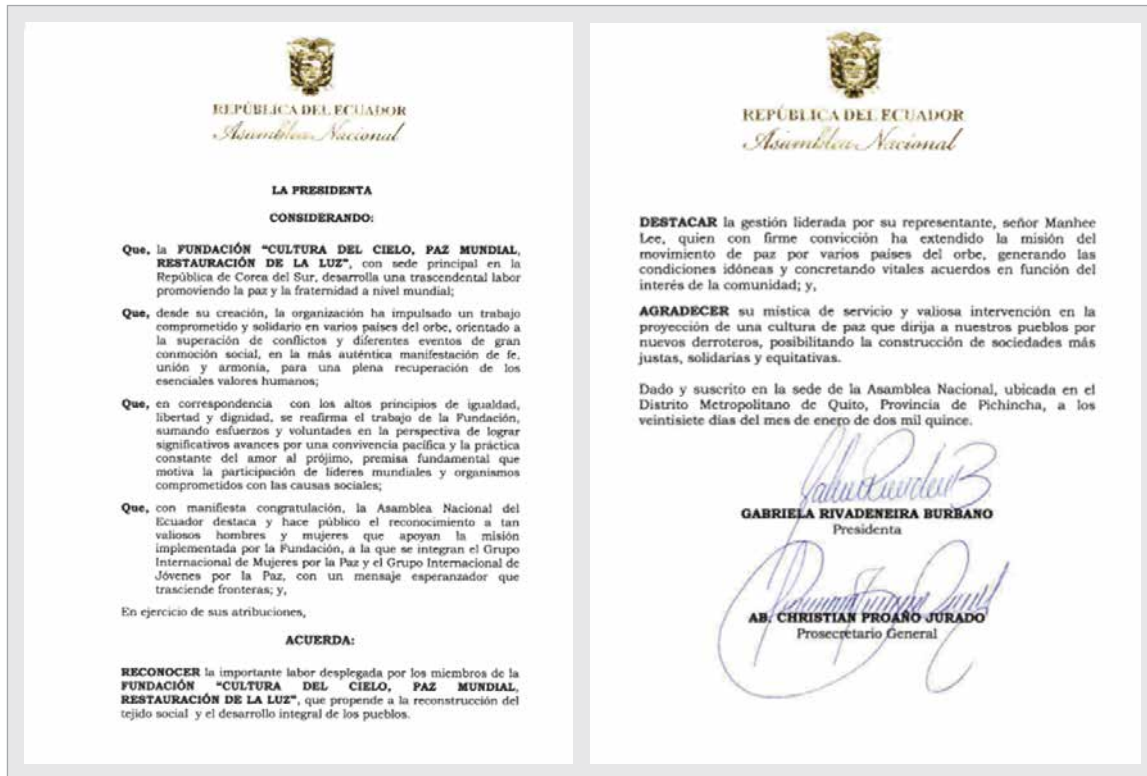 REPÚBLICA DEL ECUADOR
Asamblea Nacional
LA PRESIDENTA
CONSIDERANDO:
Que, la FUNDACIÓN “CULTURA DEL CIELO, PAZ MUNDIAL,
RESTAURACIÓN DE LA LUZ”, con sede principal en la
República de Corea del Sur, desarrolla una trascendental labor
promoviendo la paz y la fraternidad a nivel mundial;
Que, desde su creación, la organización ha impulsado un trabajo
comprometido y solidario en varios países del orbe, orientado a
la superación de conflictos y diferentes eventos de gran
conmoción social, en la más auténtica manifestación de fe,
unión y armonía, para una plena recuperación de los
esenciales valores humanos;
Que, en correspondencia con los altos principios de igualdad,
libertad y dignidad, se reafirma el trabajo de la Fundación,
sumando esfuerzos y voluntades en la perspectiva de lograr
significativos avances por una convivencia pacífica y la práctica
constante del amor al prójimo, premisa fundamental que
motiva la participación de líderes mundiales y organismos
comprometidos con las causas sociales;
Que, con manifiesta congratulación, la Asamblea Nacional del
Ecuador destaca y hace público el reconocimiento a tan
valiosos hombres y mujeres que apoyan la misión
implementada por la Fundación, a la que se integran el Grupo
Internacional de Mujeres por la Paz y el Grupo Internacional de
Jóvenes por la Paz, con un mensaje esperanzador que
trasciende fronteras; y,
En ejercicio de sus atribuciones,
ACUERDA:
RECONOCER la importante labor desplegada por los miembros de la
FUNDACIÓN “CULTURA DEL CIELO, PAZ MUNDIAL,
RESTAURACIÓN DE LA LUZ”, que propende a la reconstrucción del
tejido social y el desarrollo integral de los pueblos.
REPÚBLICA DEL ECUADOR
Asamblea Nacional
DESTACAR la gestión liderada por su representante, señor Manhee
Lee, quien con firme convicción ha extendido la misión del
movimiento de paz por varios países del orbe, generando las
condiciones idóneas y concretando vitales acuerdos en función del
interés de la comunidad; y,
AGRADECER su mística de servicio y valiosa intervención en la
proyección de una cultura de paz que dirija a nuestros pueblos por
nuevos derroteros, posibilitando la construcción de sociedades más
justas, solidarias y equitativas.
Dado y suscrito en la sede de la Asamblea Nacional, ubicada en el
Distrito Metropolitano de Quito, Provincia de Pichincha, a los
veintisiete días del mes de enero de dos mil quince.
GABRIELA RIVADENEIRA BURBANO
Presidenta
AB. CHRISTIAN PROAÑO JURADO
Prosecretario General